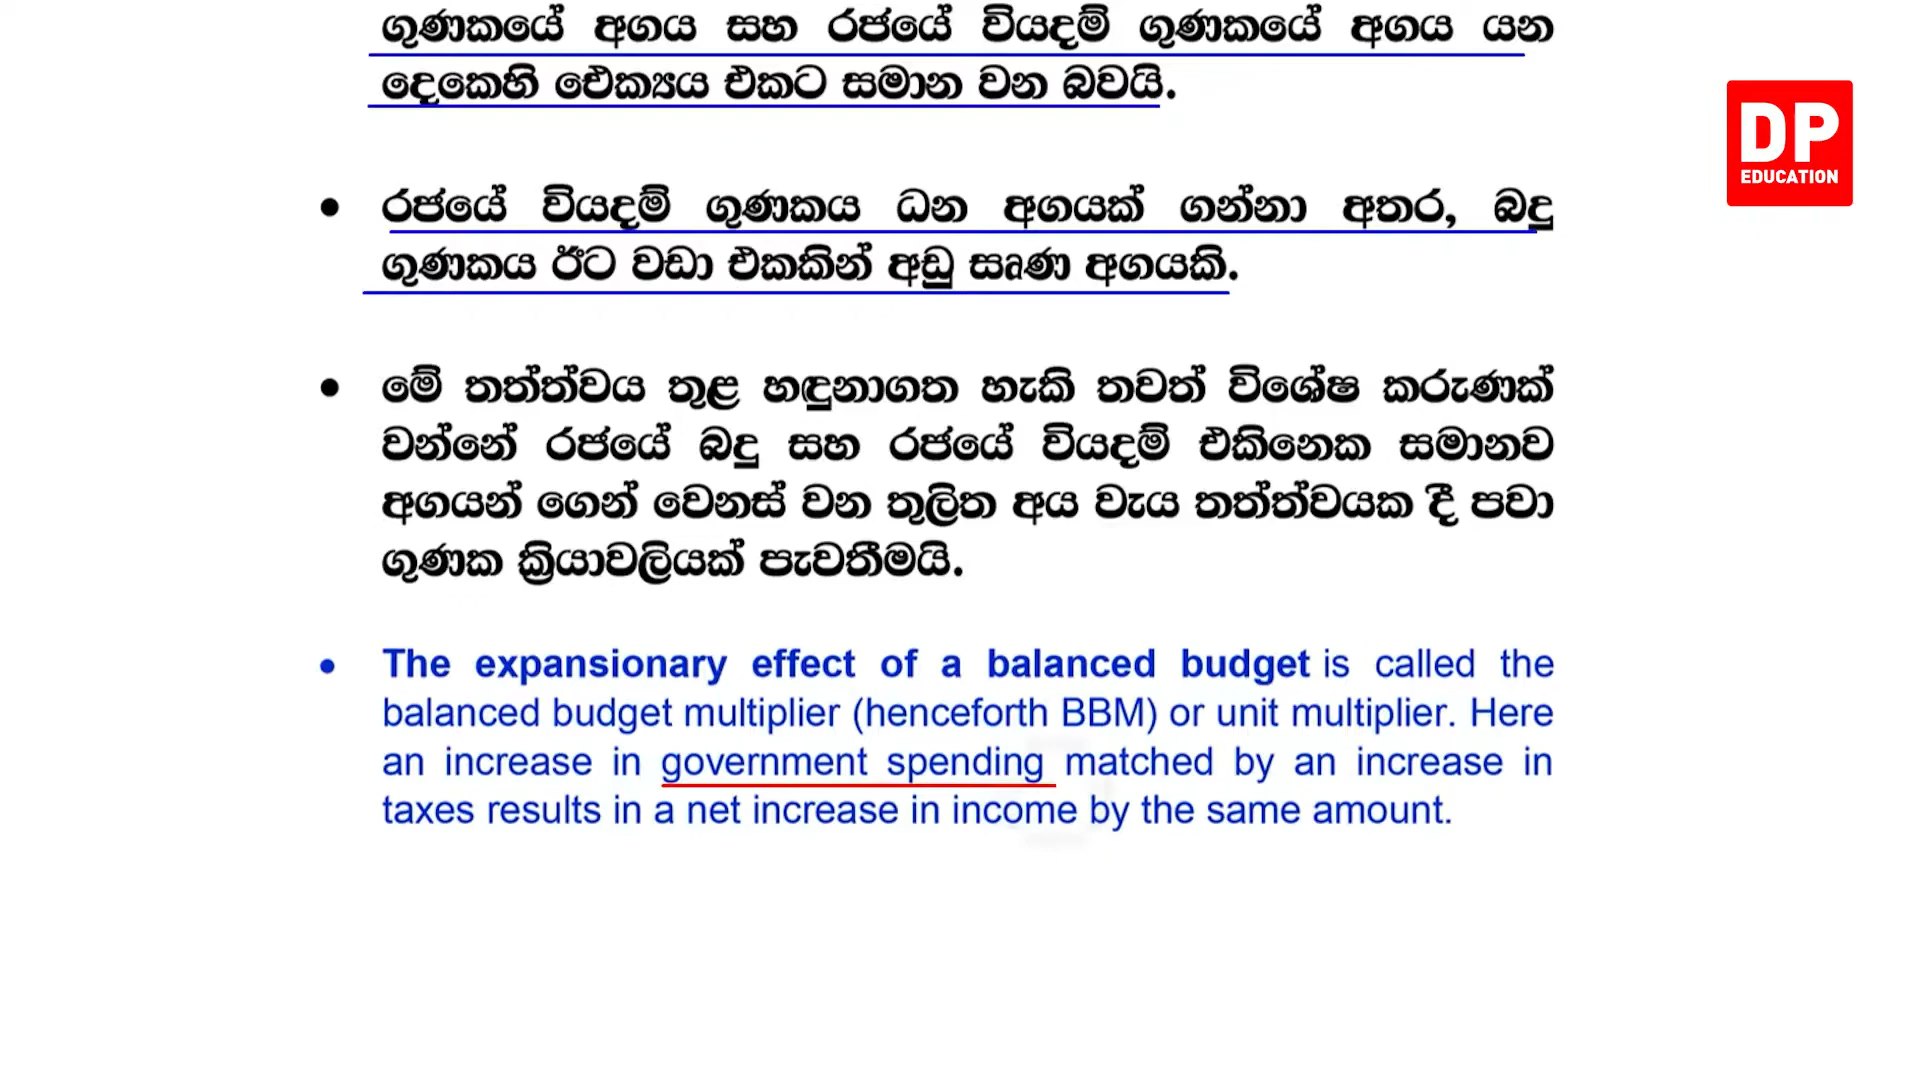 ගුණකයේ අගය සහ රජයේ වියදම් ගුණකයේ අගය යන
දෙකෙහි ඓක්‍යය එකට සමාන වන බවයි.
DP
EDUCATION
• රජයේ වියදම් ගුණකය ධන අගයක් ගන්නා අතර, බදු
ගුණකය ඊට වඩා එකකින් අඩු සෘණ අගයකි.
• මේ තත්ත්වය තුළ හඳුනාගත හැකි තවත් විශේෂ කරුණක්
වන්නේ රජයේ බදු සහ රජයේ වියදම් එකිනෙක සමානව
අගයන් ගෙන් වෙනස් වන තුලිත අය වැය තත්ත්වයක දී පවා
ගුණක ක්‍රියාවලියක් පැවතීමයි.
• The expansionary effect of a balanced budget is called the
balanced budget multiplier (henceforth BBM) or unit multiplier. Here
an increase in government spending matched by an increase in
taxes results in a net increase in income by the same amount.